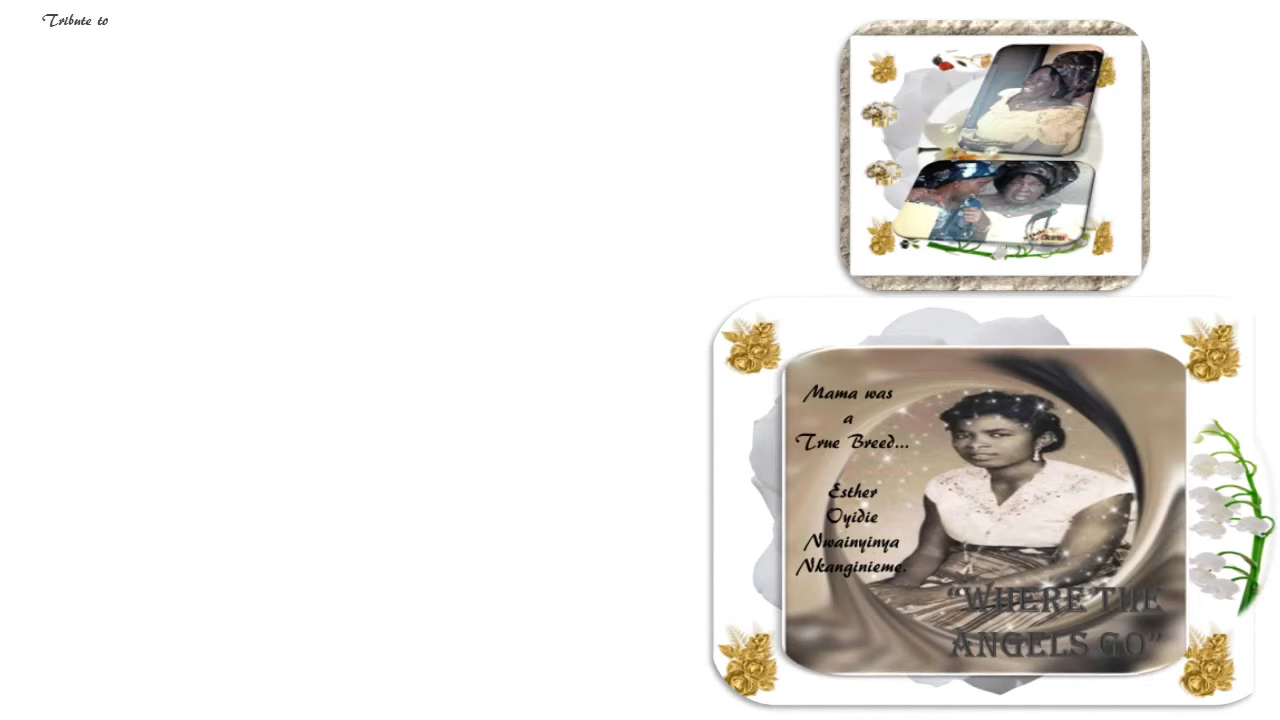 Tribute to
Mama was
a
True Breed...
Esther
Oyidie
Nwainyinya
Nkanginieme.
“WHERE THE
ANGELS GO”